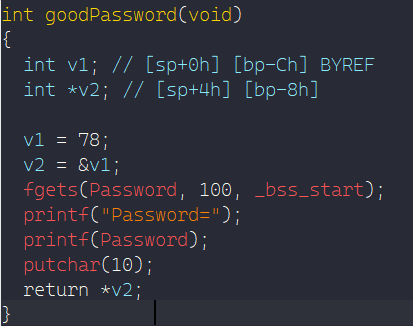 int goodPassword(void)
{
int v1; // [sp+0h] [bp-Ch] BYREF
int *v2; // [sp+4h] [bp-8h]
v1 = 78;
v2 = &v1;
fgets(Password, 100, _bss_start);
printf("Password=");
printf(Password);
putchar(10);
return *v2;
}